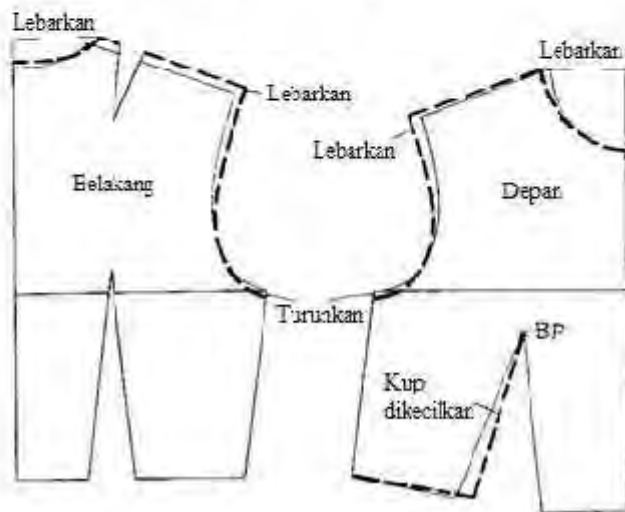 Lebarkan
Lebarkan
Lebarkan
Lebarkan
Belakang
Depan
Turunkan
BP
Kup
dikecilkan